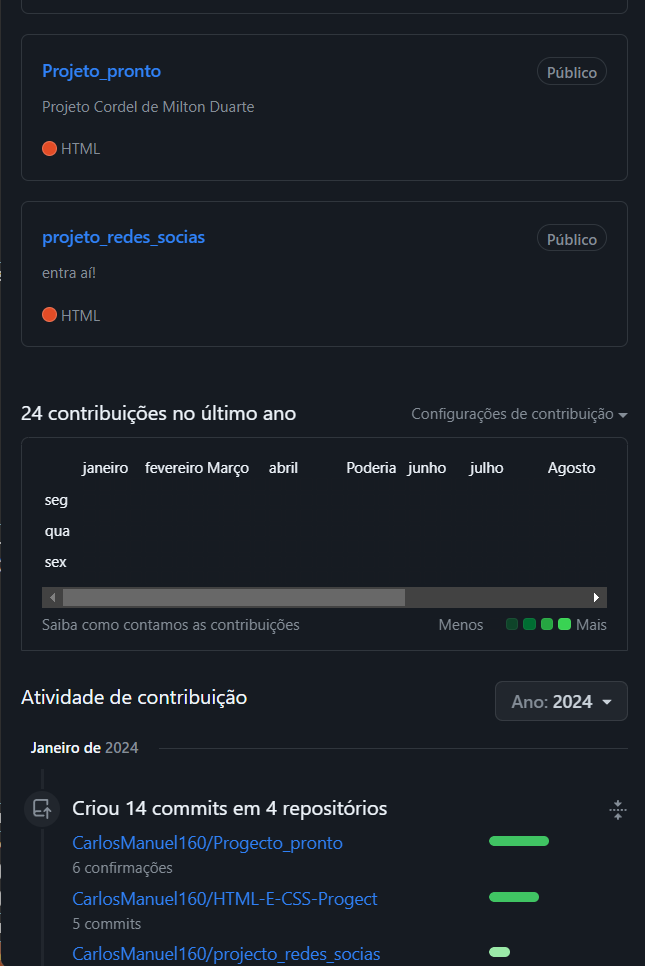 Projeto_pronto
Público
Projeto Cordel de Milton Duarte
HTML
projeto_redes_socias
Público
entra aí!
HTML
24 contribuições no último ano
Configurações de contribuição
janeiro fevereiro Março abril Poderia junho julho Agosto
seg
qua
sex
Saiba como contamos as contribuições
Menos Mais
Atividade de contribuição
Ano: 2024
Janeiro de 2024
Criou 14 commits em 4 repositórios
CarlosManuel160/Progecto_pronto
6 confirmações
CarlosManuel160/HTML-E-CSS-Progect
5 commits
CarlosManuel160/projecto_redes_socias